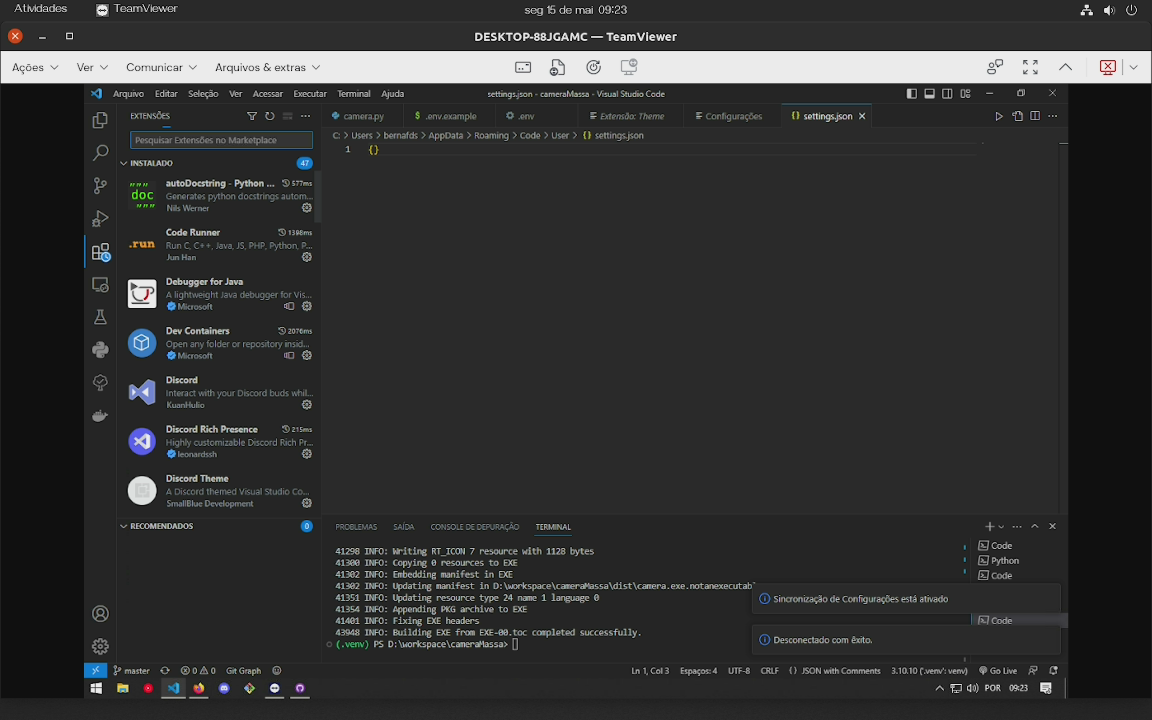 Atividades
TeamViewer
seg 15 de mai 09:23
DESKTOP-88JGAMC — TeamViewer
Ações
Ver
Comunicar
Arquivos & extras
Arquivo Editar Seleção Ver Acessar Executar Terminal Ajuda
settings.json - cameraMassa - Visual Studio Code
EXTENSÕES
camera.py
.env.example
.env
Extensão: Theme
Configurações
settings.json
Pesquisar Extensões no Marketplace
C: > Users > bernafds > AppData > Roaming > Code > User > {} settings.json
1 {}
INSTALADO
47
autoDocstring - Python ...
577ms
Generates python docstrings autom...
Nils Werner
Code Runner
1398ms
Run C, C++, Java, JS, PHP, Python, P...
Jun Han
Debugger for Java
A lightweight Java debugger for Vis...
Microsoft
Dev Containers
2076ms
Open any folder or repository insid...
Microsoft
Discord
Interact with your Discord buds whil...
KuanHulio
Discord Rich Presence
215ms
Highly customizable Discord Rich Pr...
leonardssh
Discord Theme
A Discord themed Visual Studio Co...
SmallBlue Development
RECOMENDADOS
0
PROBLEMAS SAÍDA CONSOLE DE DEPURAÇÃO TERMINAL
41298 INFO: Writing RT_ICON 7 resource with 1128 bytes
41300 INFO: Copying 0 resources to EXE
41302 INFO: Embedding manifest in EXE
41302 INFO: Updating manifest in D:\workspace\cameraMassa\dist\camera.exe.notanexecutabl
41351 INFO: Updating resource type 24 name 1 language 0
41354 INFO: Appending PKG archive to EXE
41401 INFO: Fixing EXE headers
43948 INFO: Building EXE from EXE-00.toc completed successfully.
(.venv) PS D:\workspace\cameraMassa>
Code
Python
Code
Sincronização de Configurações está ativado
Code
Desconectado com êxito.
master
0 0
Git Graph
Ln 1, Col 3
Espaços: 4
UTF-8
CRLF
{} JSON with Comments
3.10.10 ('.venv': venv)
Go Live
POR
09:23